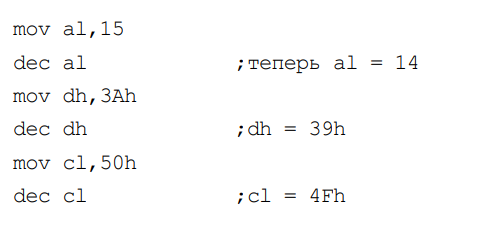 mov al,15
dec al ;теперь al = 14
mov dh,3Ah
dec dh ;dh = 39h
mov cl,50h
dec cl ;cl = 4Fh